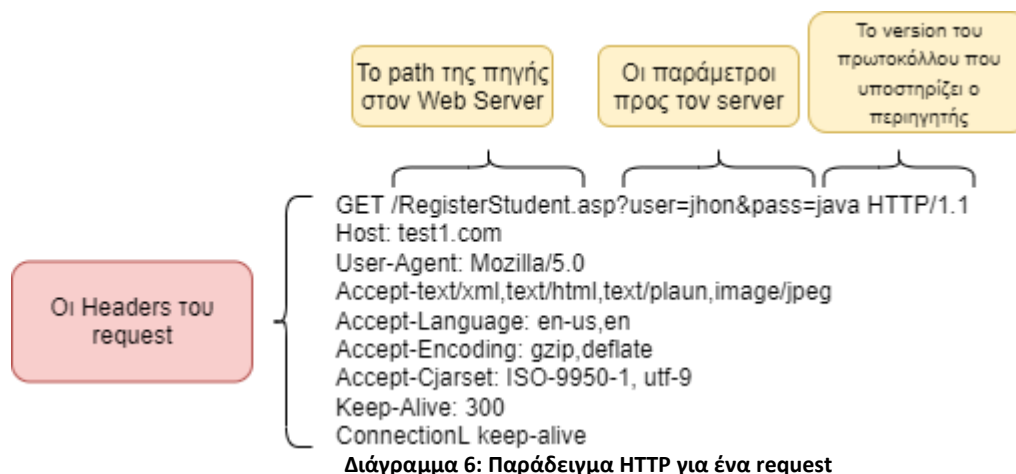 Το path της πηγής
στον Web Server
Οι παράμετροι
προς τον server
Το version του
πρωτοκόλλου που
υποστηρίζει ο
περιηγητής
GET /RegisterStudent.asp?user=jhon&pass=java HTTP/1.1
Host: test1.com
User-Agent: Mozilla/5.0
Accept-text/xml,text/html,text/plaun,image/jpeg
Accept-Language: en-us,en
Accept-Encoding: gzip,deflate
Accept-Cjarset: ISO-9950-1, utf-9
Keep-Alive: 300
ConnectionL keep-alive
Οι Headers του
request
Διάγραμμα 6: Παράδειγμα HTTP για ένα request